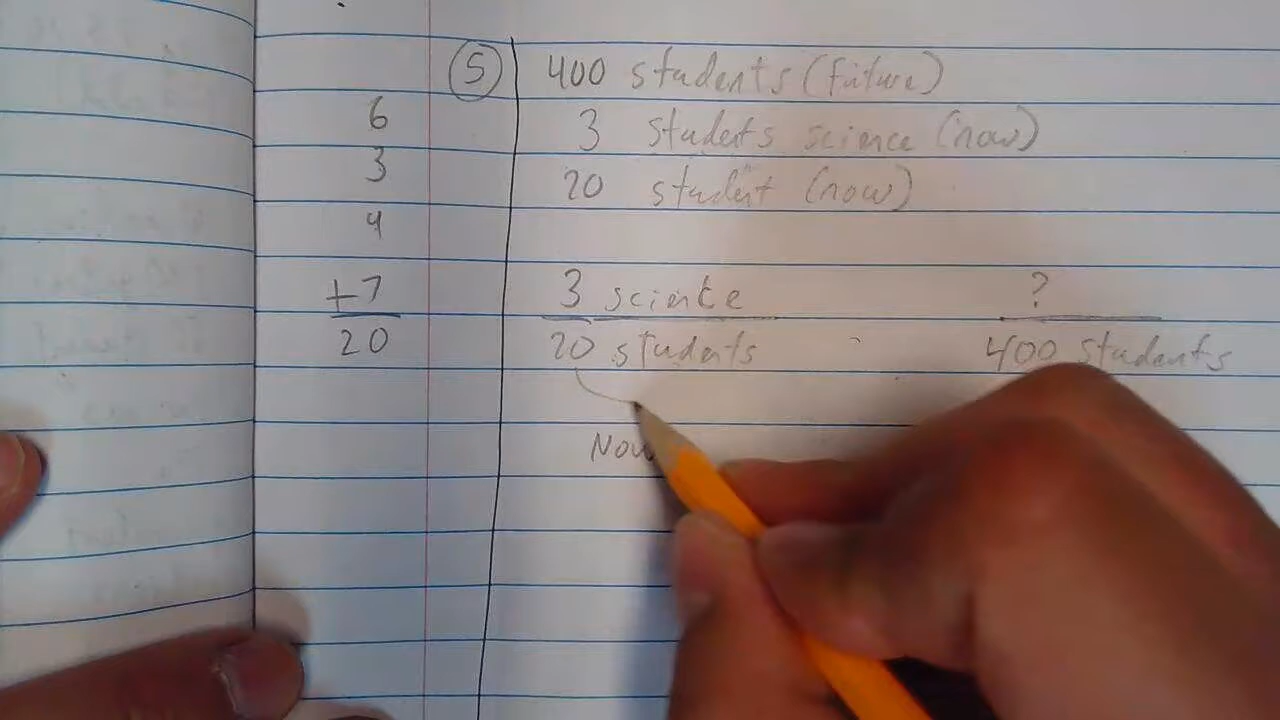 5
400 students (future)
3 students science (now)
20 student (now)
6
3
4
+7
20
3 science
20 students
?
400 students
Now